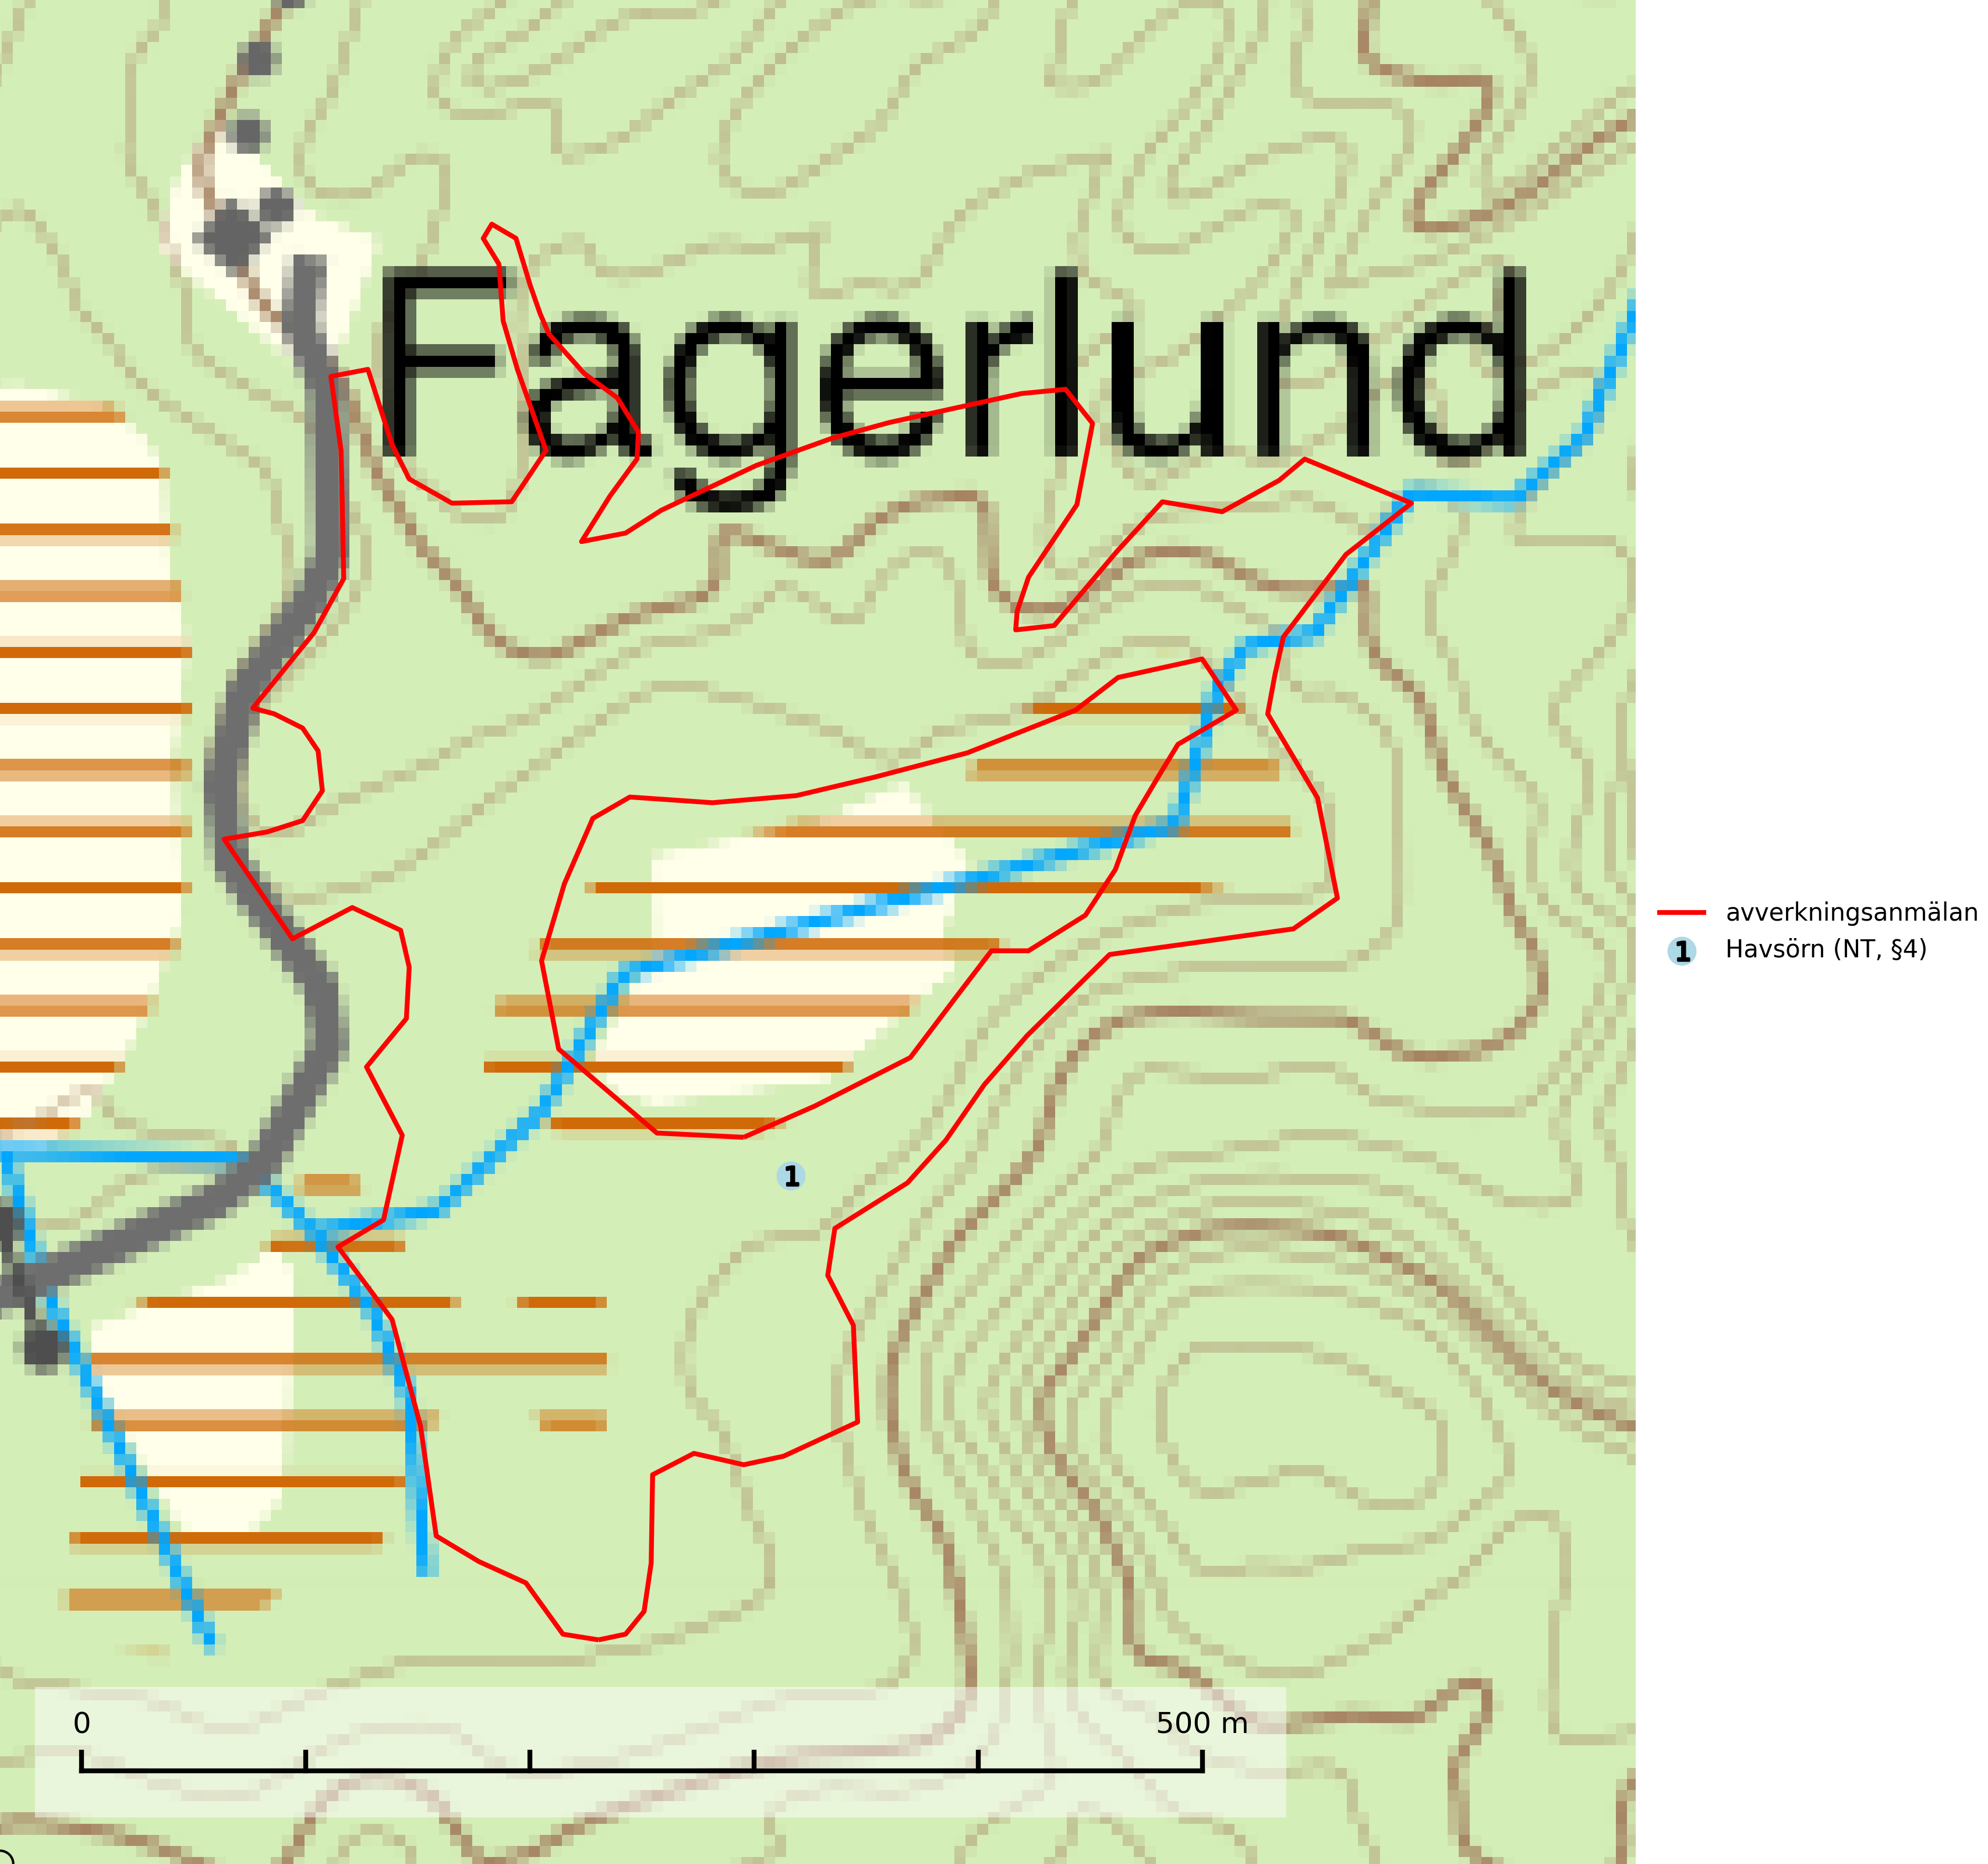 Fagerlund
avverkningsanmälan
1 Havsörn (NT, §4)
1
0 500 m